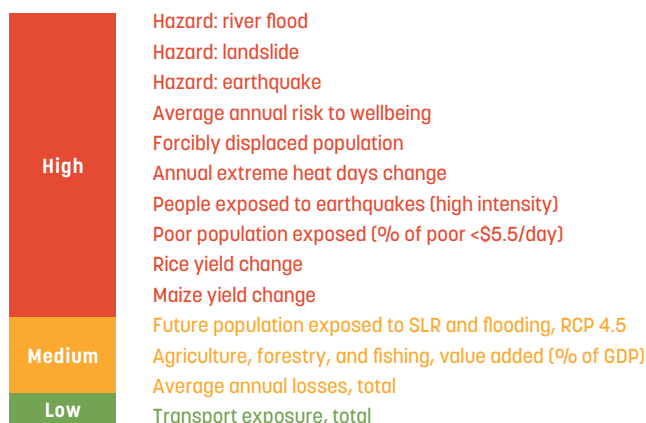 Hazard: river flood
Hazard: landslide
Hazard: earthquake
Average annual risk to wellbeing
Forcibly displaced population
High
Annual extreme heat days change
People exposed to earthquakes (high intensity)
Poor population exposed (% of poor <$5.5/day)
Rice yield change
Maize yield change
Future population exposed to SLR and flooding, RCP 4.5
Medium
Agriculture, forestry, and fishing, value added (% of GDP)
Average annual losses, total
Low
Transport exposure, total